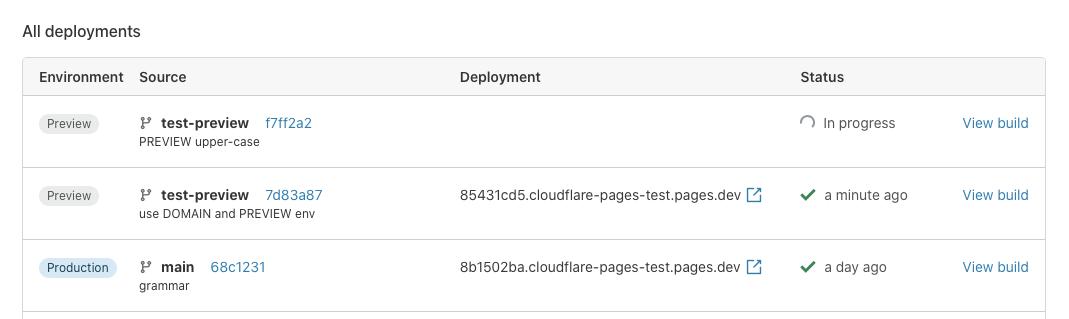 All deployments
Environment Source Deployment Status
Preview test-preview f7ff2a2 In progress View build
PREVIEW upper-case
Preview test-preview 7d83a87 85431cd5.cloudflare-pages-test.pages.dev a minute ago View build
use DOMAIN and PREVIEW env
Production main 68c1231 8b1502ba.cloudflare-pages-test.pages.dev a day ago View build
grammar